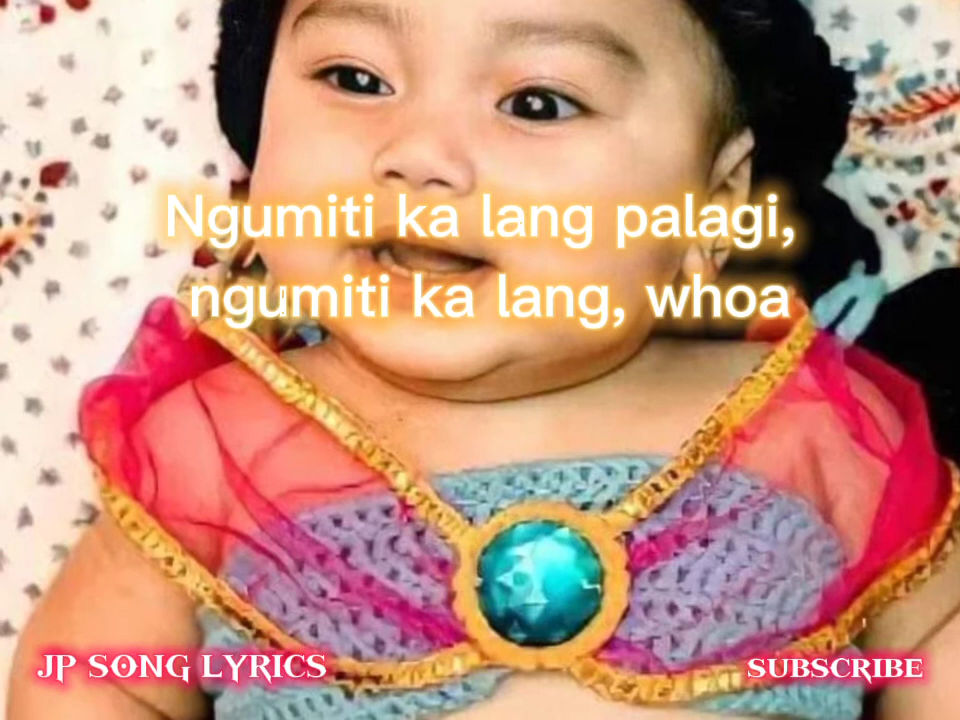 Ngumiti ka lang palagi,
ngumiti ka lang, whoa
JP SONG LYRICS
SUBSCRIBE